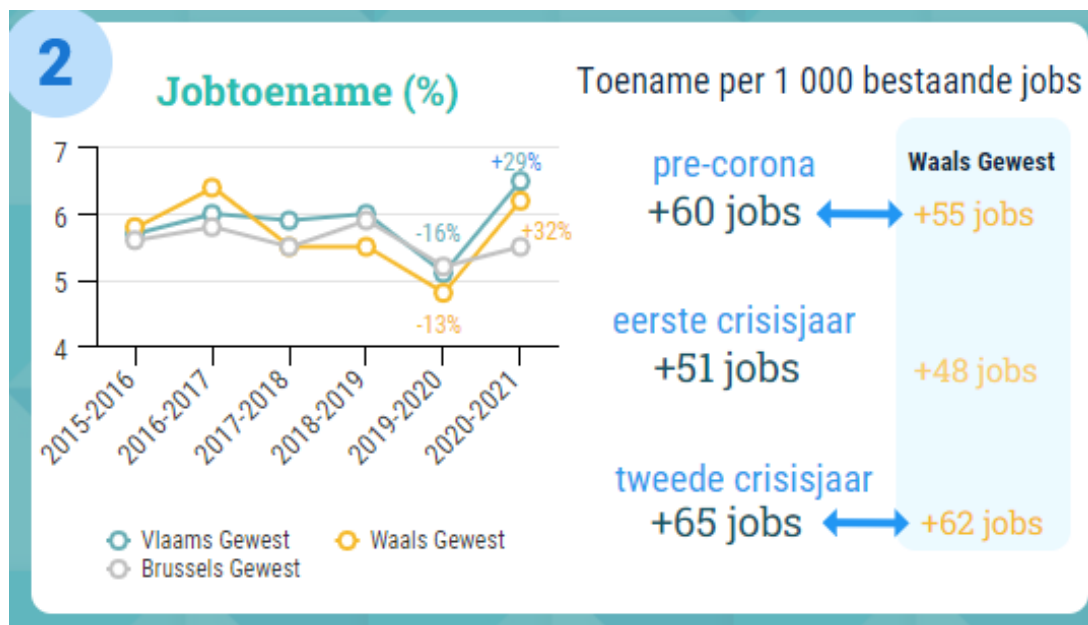 2
Jobtoename (%)
7
6
5
4
+29%
-16%
+32%
-13%
2015-2016
2016-2017
2017-2018
2018-2019
2019-2020
2020-2021
Vlaams Gewest
Waals Gewest
Brussels Gewest
Toename per 1 000 bestaande jobs
Waals Gewest
pre-corona
+60 jobs
+55 jobs
eerste crisisjaar
+51 jobs
+48 jobs
tweede crisisjaar
+65 jobs
+62 jobs